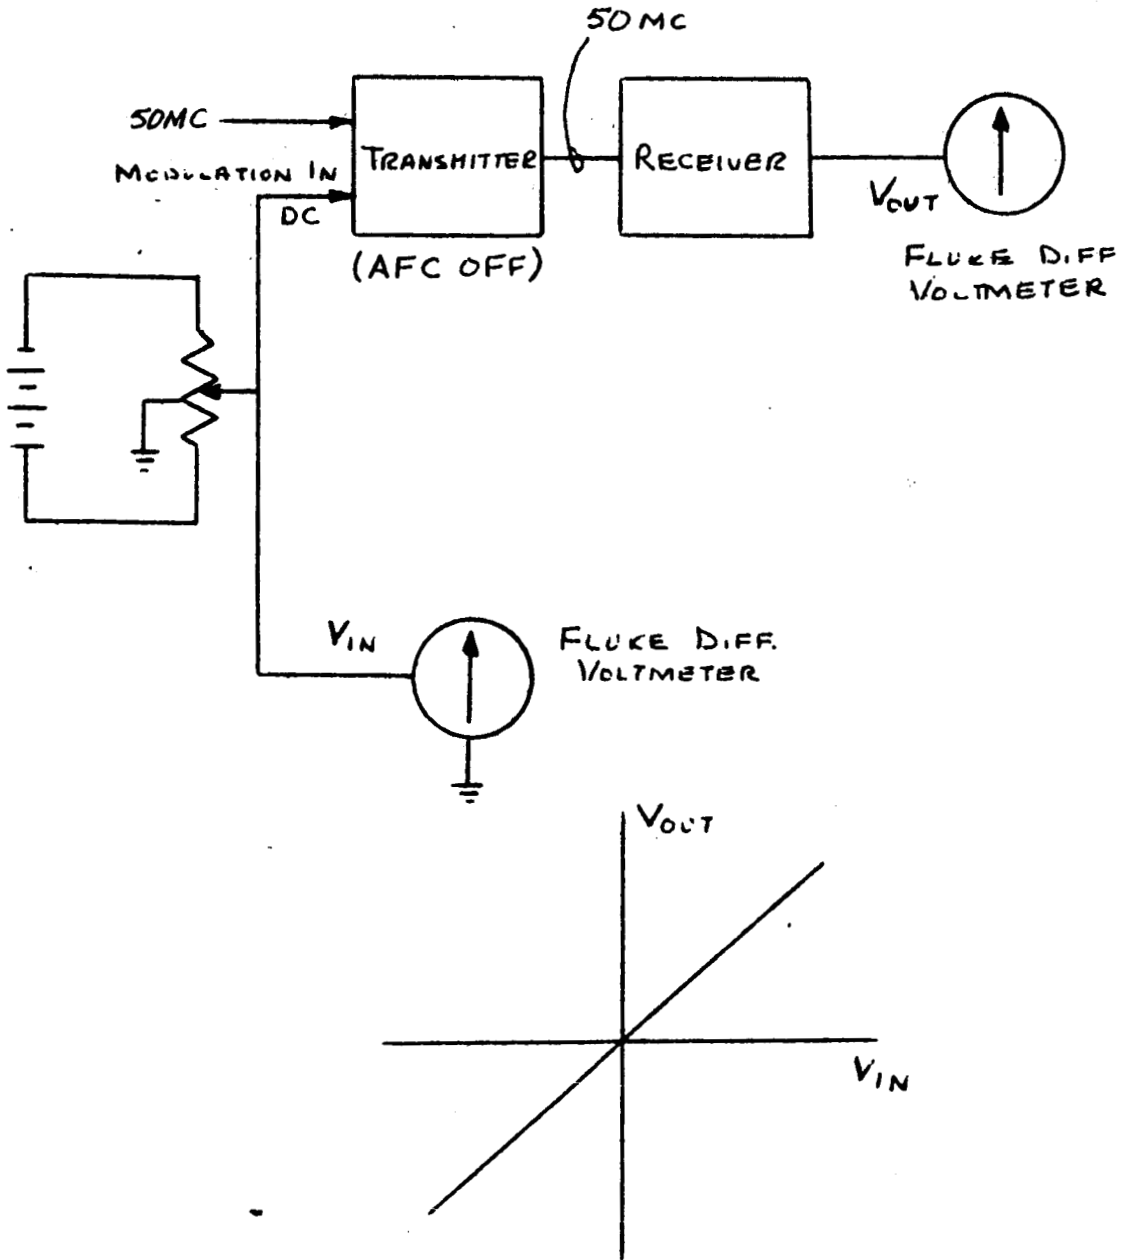 50 MC
50MC
MODULATION IN
DC
TRANSMITTER
RECEIVER
(AFC OFF)
VOUT
FLUKE DIFF
VOLTMETER
VIN
FLUKE DIFF.
VOLTMETER
VOUT
VIN